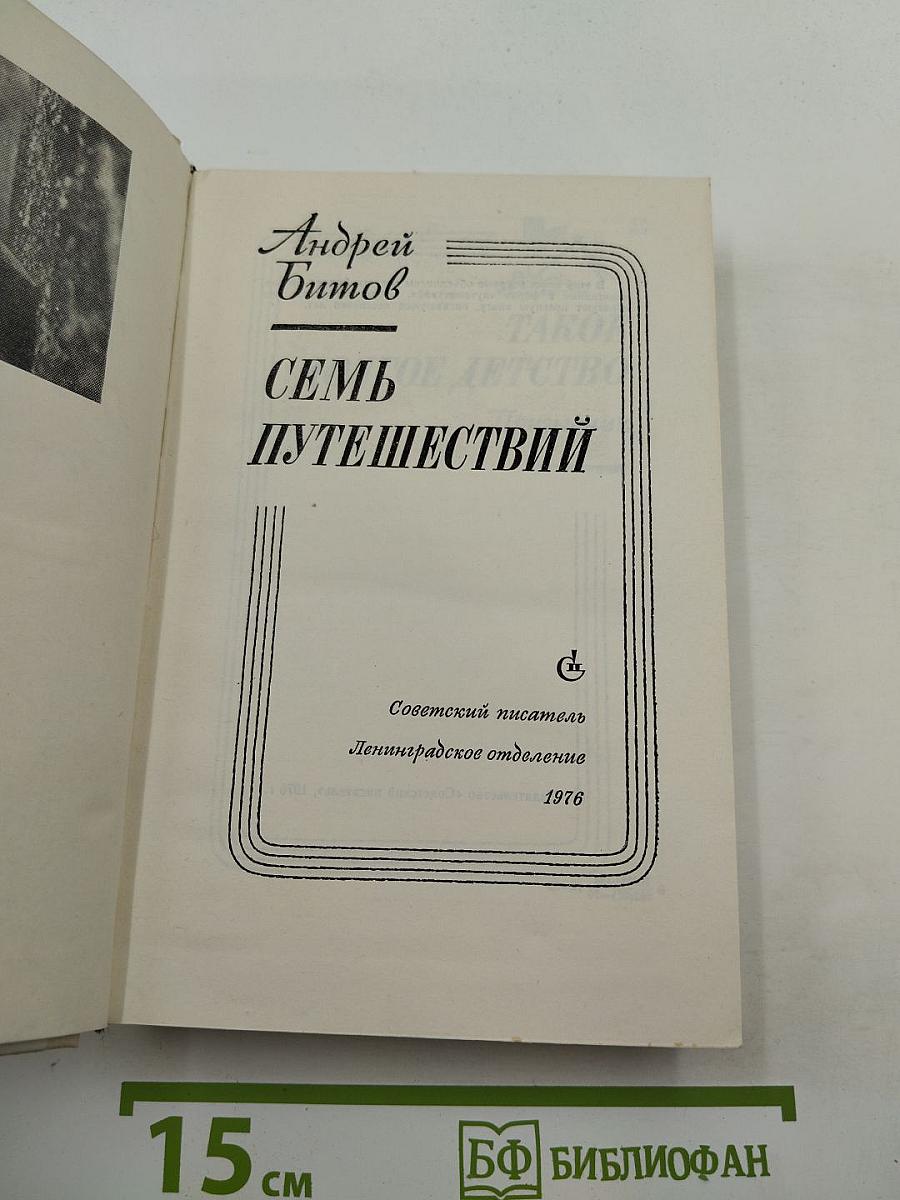 Андрей
Битов
СЕМЬ
ПУТЕШЕСТВИЙ
Советский писатель
Ленинградское отделение
1976
15 см
БФ БИБЛИОФАН